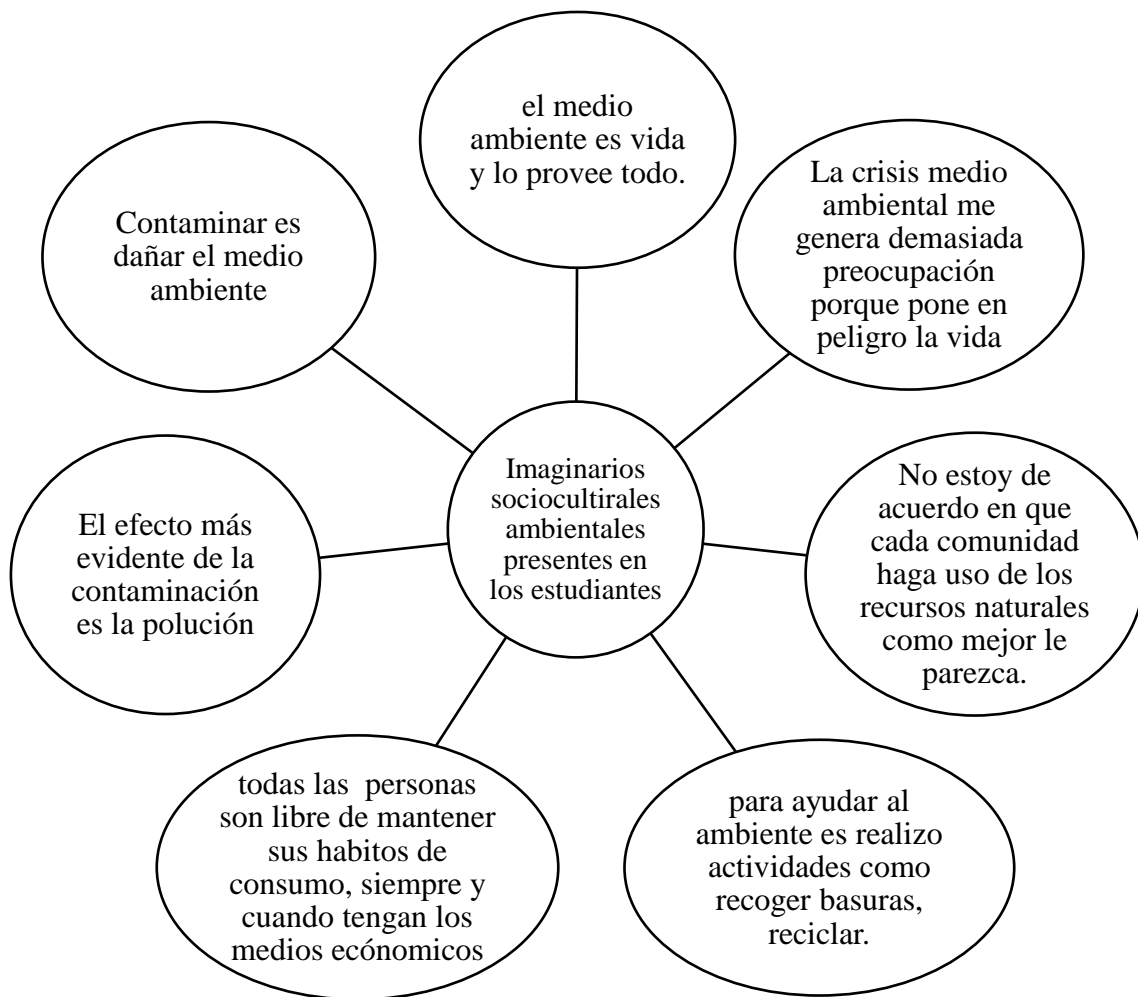 el medio
ambiente es vida
y lo provee todo.
La crisis medio
ambiental me
genera demasiada
preocupación
porque pone en
peligro la vida
Contaminar es
dañar el medio
ambiente
Imaginarios
socioculturales
ambientales
presentes en
los estudiantes
No estoy de
acuerdo en que
cada comunidad
haga uso de los
recursos naturales
como mejor le
parezca.
El efecto más
evidente de la
contaminación
es la polución
todas las  personas
son libre de mantener
sus habitos de
consumo, siempre y
cuando tengan los
medios ecónomicos
para ayudar al
ambiente es realizo
actividades como
recoger basuras,
reciclar.